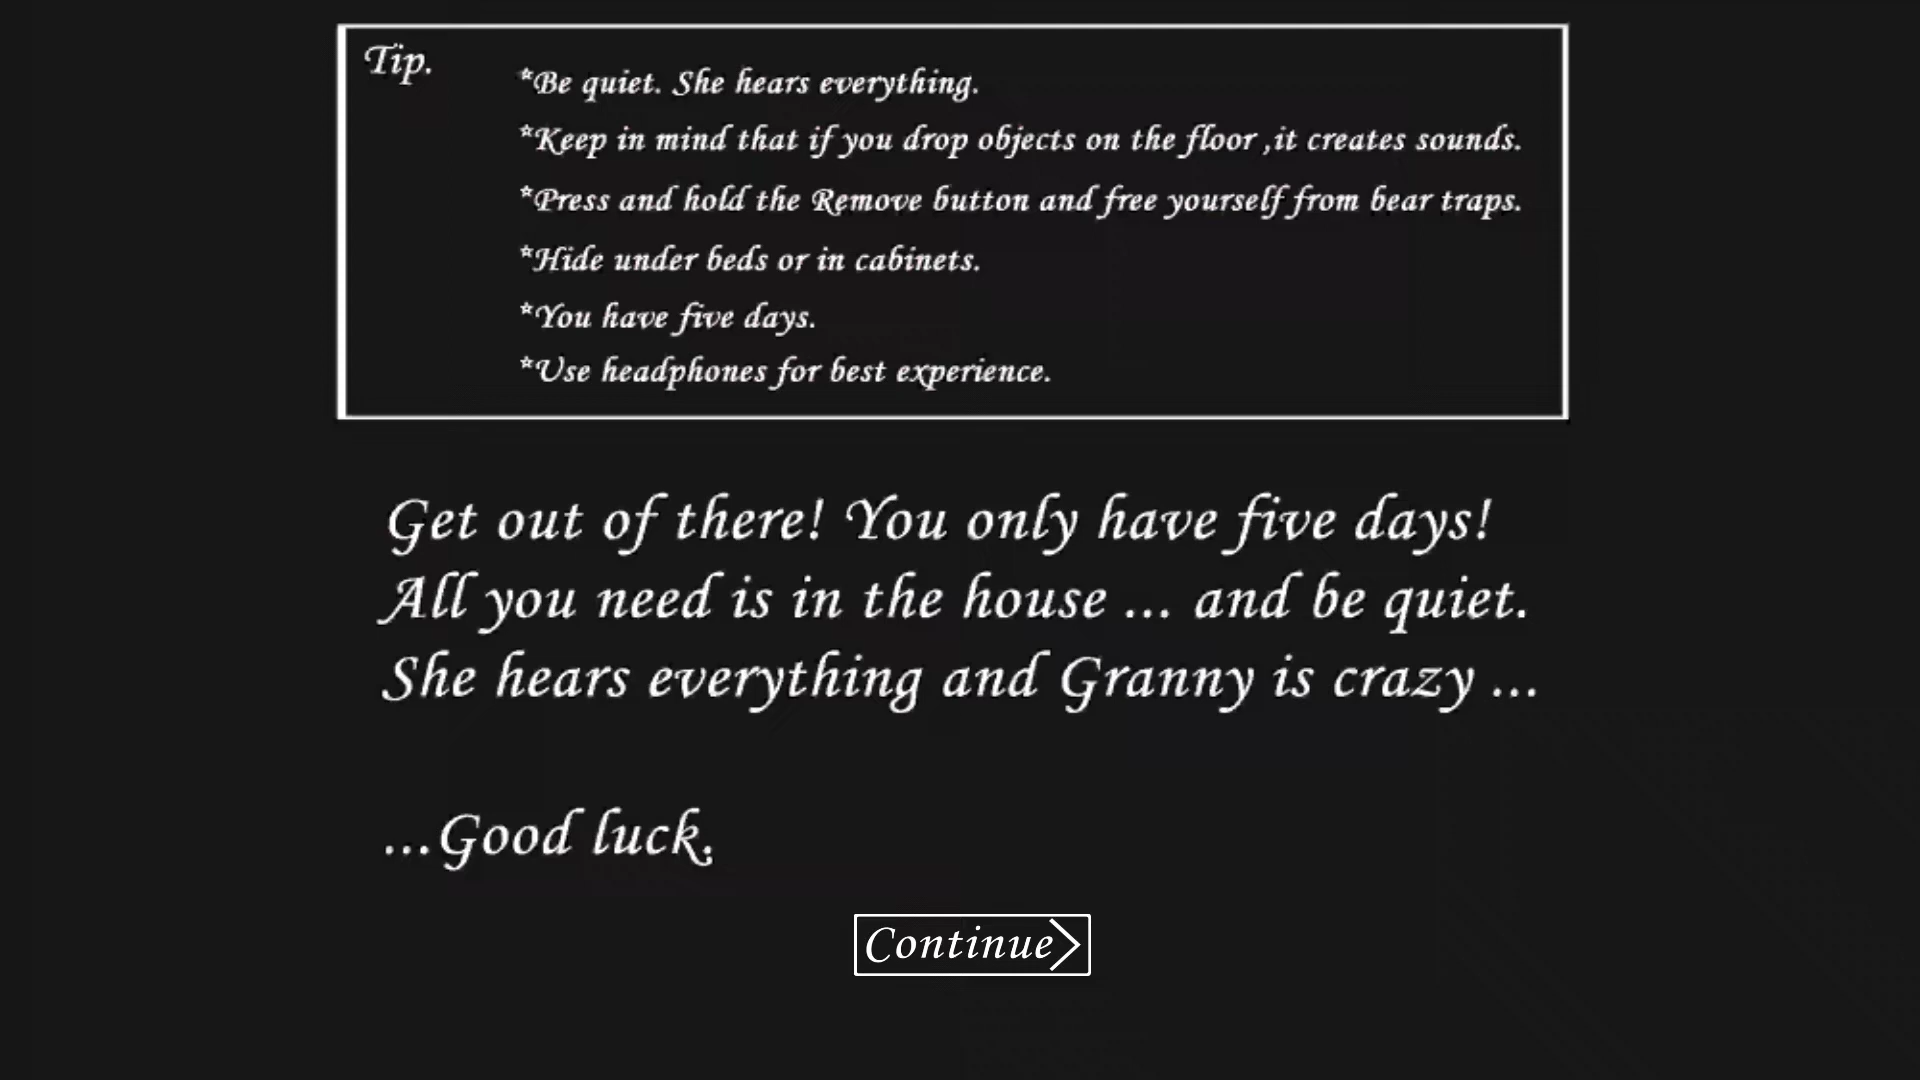 Tip.
*Be quiet. She hears everything.
*Keep in mind that if you drop objects on the floor ,it creates sounds.
*Press and hold the Remove button and free yourself from bear traps.
*Hide under beds or in cabinets.
*You have five days.
*Use headphones for best experience.
Get out of there! You only have five days!
All you need is in the house ... and be quiet.
She hears everything and Granny is crazy ...
...Good luck.
Continue